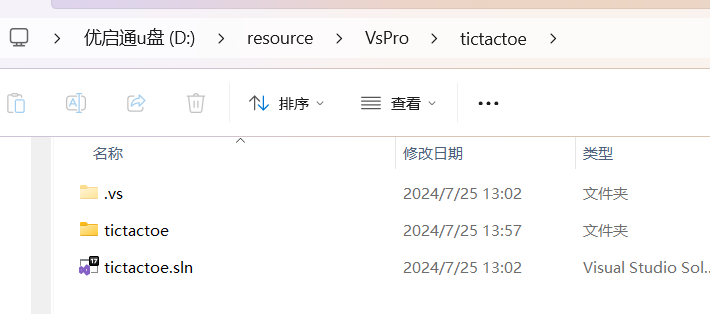 优启通u盘 (D:) > resource > VsPro > tictactoe >
排序 查看 ...
名称 修改日期 类型
.vs 2024/7/25 13:02 文件夹
tictactoe 2024/7/25 13:57 文件夹
17
tictactoe.sln 2024/7/25 13:02 Visual Studio Sol...